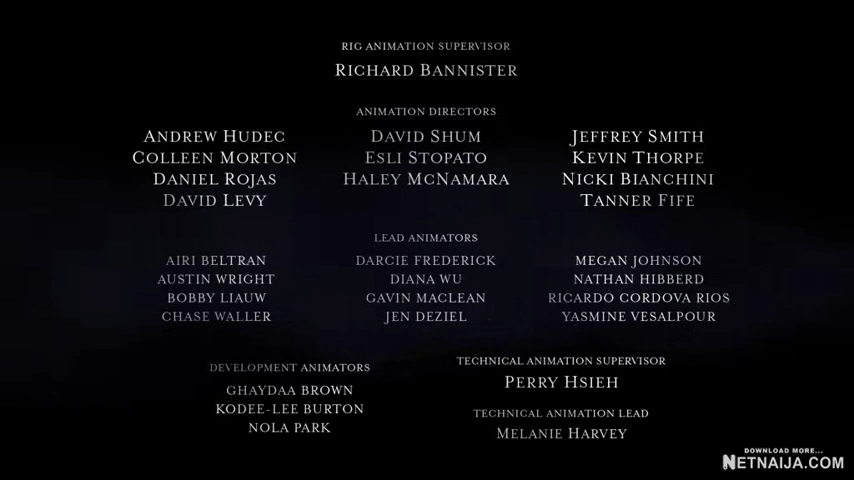 RIG ANIMATION SUPERVISOR
RICHARD BANNISTER
ANIMATION DIRECTORS
ANDREW HUDEC
COLLEEN MORTON
DANIEL ROJAS
DAVID LEVY
DAVID SHUM
ESLI STOPATO
HALEY MCNAMARA
JEFFREY SMITH
KEVIN THORPE
NICKI BIANCHINI
TANNER FIFE
LEAD ANIMATORS
AIRI BELTRAN
AUSTIN WRIGHT
BOBBY LIAUW
CHASE WALLER
DARCIE FREDERICK
DIANA WU
GAVIN MACLEAN
JEN DEZIEL
MEGAN JOHNSON
NATHAN HIBBERD
RICARDO CORDOVA RIOS
YASMINE VESALPOUR
DEVELOPMENT ANIMATORS
GHAYDAA BROWN
KODEE-LEE BURTON
NOLA PARK
TECHNICAL ANIMATION SUPERVISOR
PERRY HSIEH
TECHNICAL ANIMATION LEAD
MELANIE HARVEY
DOWNLOAD MORE...
NETNAIJA.COM